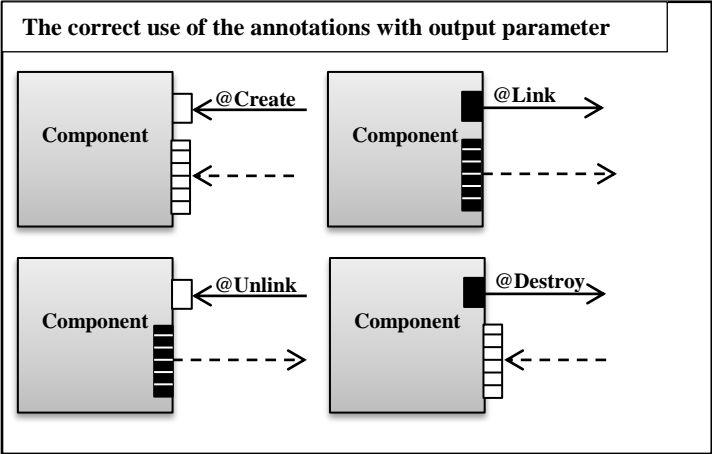 The correct use of the annotations with output parameter
@Create
@Link
Component
Component
@Unlink
@Destroy
Component
Component